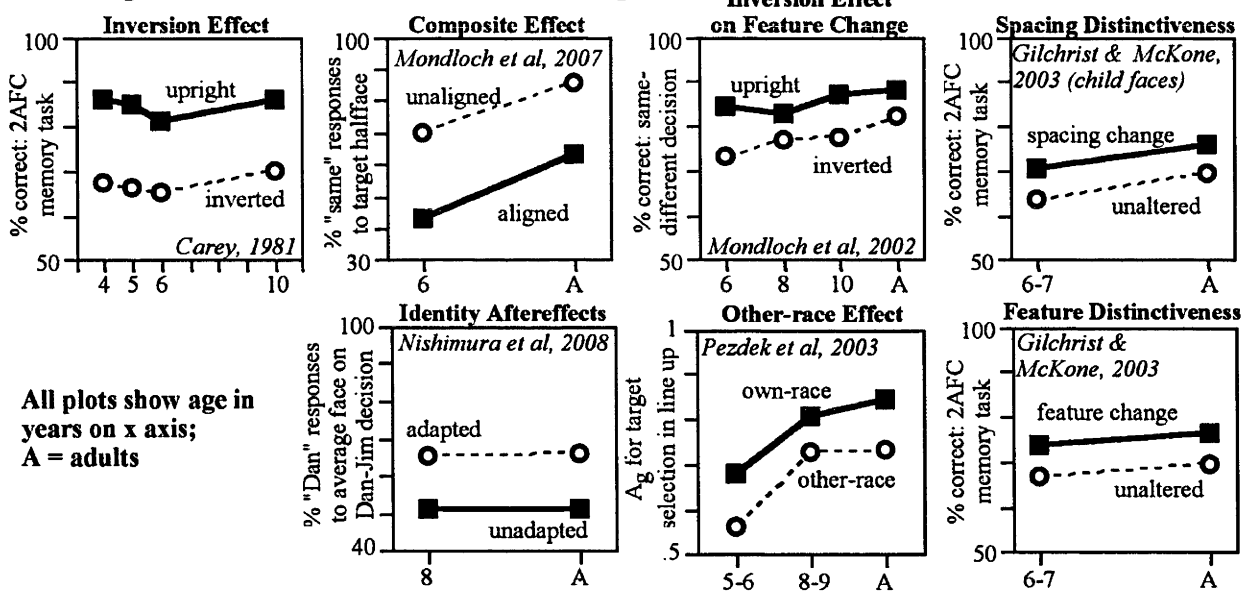 Inversion Effect
100
% correct: 2AFC
memory task
upright
inverted
Carey, 1981
50
4 5 6 10
Composite Effect
100
Mondloch et al, 2007
% "same" responses
to target halfface
unaligned
aligned
30
6 A
Inversion Effect
on Feature Change
100
% correct: same-
different decision
upright
inverted
Mondloch et al, 2002
50
6 8 10 A
Spacing Distinctiveness
100
Gilchrist & McKone,
2003 (child faces)
% correct: 2AFC
memory task
spacing change
unaltered
50
6-7 A
All plots show age in
years on x axis;
A = adults
Identity Aftereffects
100
Nishimura et al, 2008
% "Dan" responses
to average face on
Dan-Jim decision
adapted
unadapted
40
8 A
Other-race Effect
1
Pezdek et al, 2003
Ag for target
selection in line up
own-race
other-race
.5
5-6 8-9 A
Feature Distinctiveness
100
Gilchrist &
McKone, 2003
% correct: 2AFC
memory task
feature change
unaltered
50
6-7 A